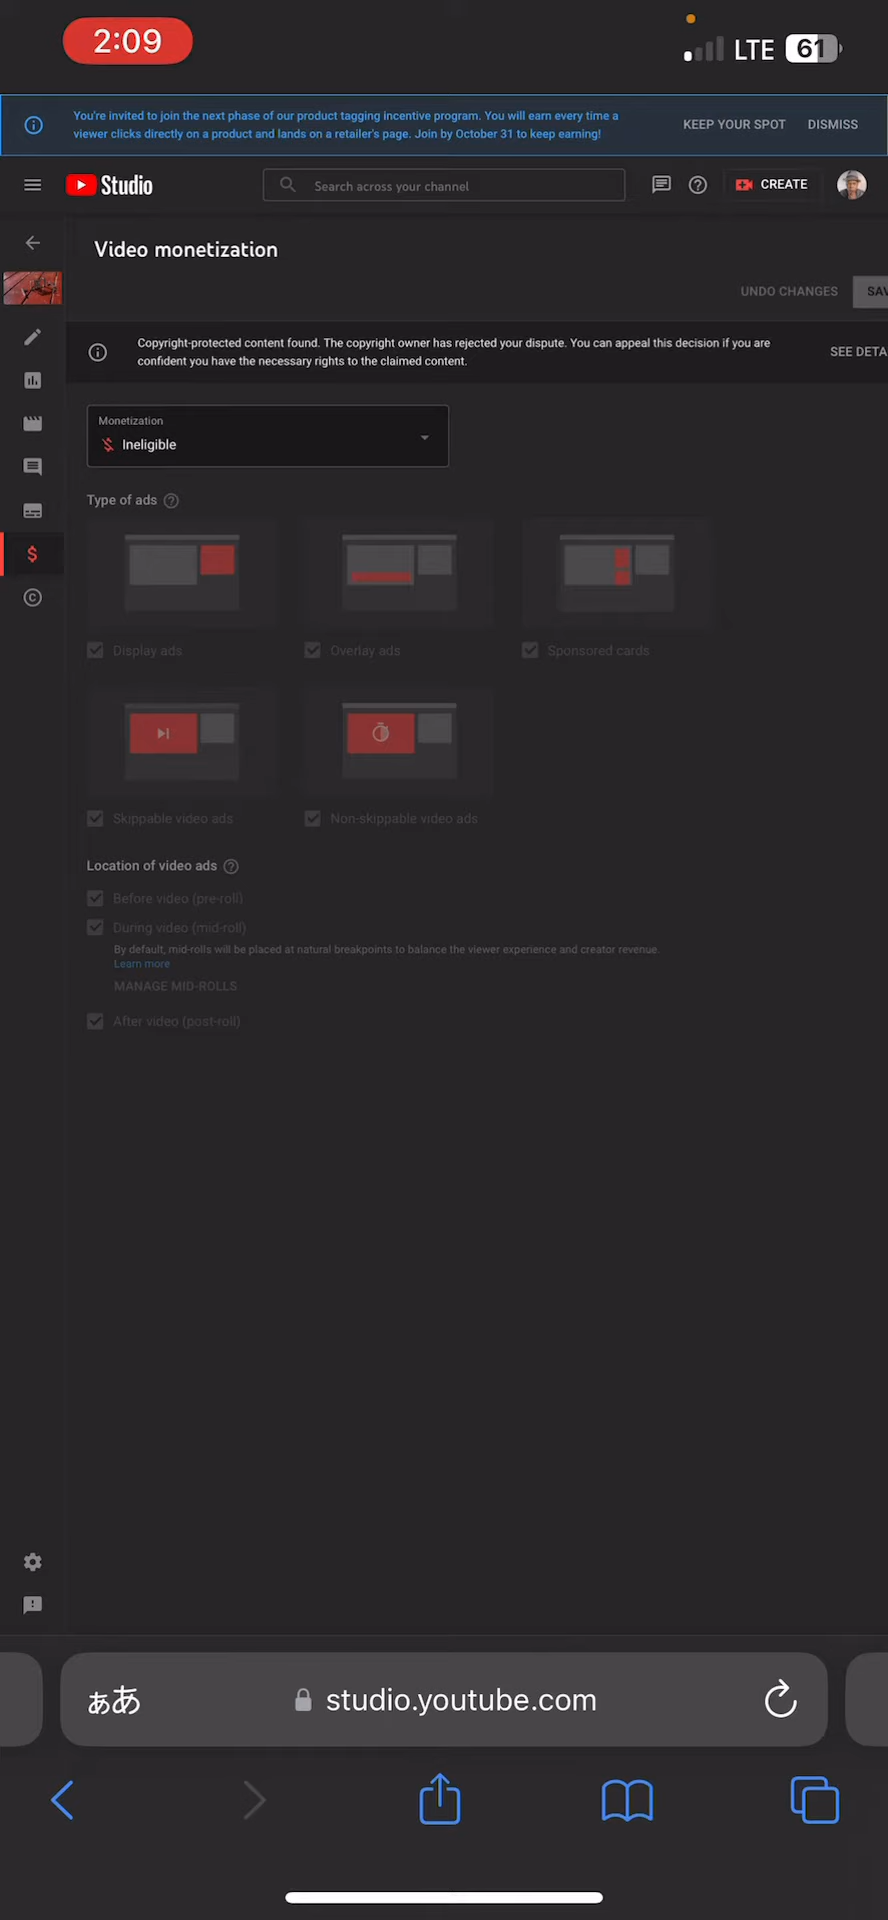 2:09
LTE 61
You're invited to join the next phase of our product tagging incentive program. You will earn every time a
viewer clicks directly on a product and lands on a retailer's page. Join by October 31 to keep earning!
KEEP YOUR SPOT
DISMISS
Studio
Search across your channel
CREATE
Video monetization
UNDO CHANGES
SAV
Copyright-protected content found. The copyright owner has rejected your dispute. You can appeal this decision if you are
confident you have the necessary rights to the claimed content.
SEE DETA
Monetization
Ineligible
Type of ads
Display ads
Overlay ads
Sponsored cards
Skippable video ads
Non-skippable video ads
Location of video ads
Before video (pre-roll)
During video (mid-roll)
By default, mid-rolls will be placed at natural breakpoints to balance the viewer experience and creator revenue.
Learn more
MANAGE MID-ROLLS
After video (post-roll)
ぁあ
studio.youtube.com